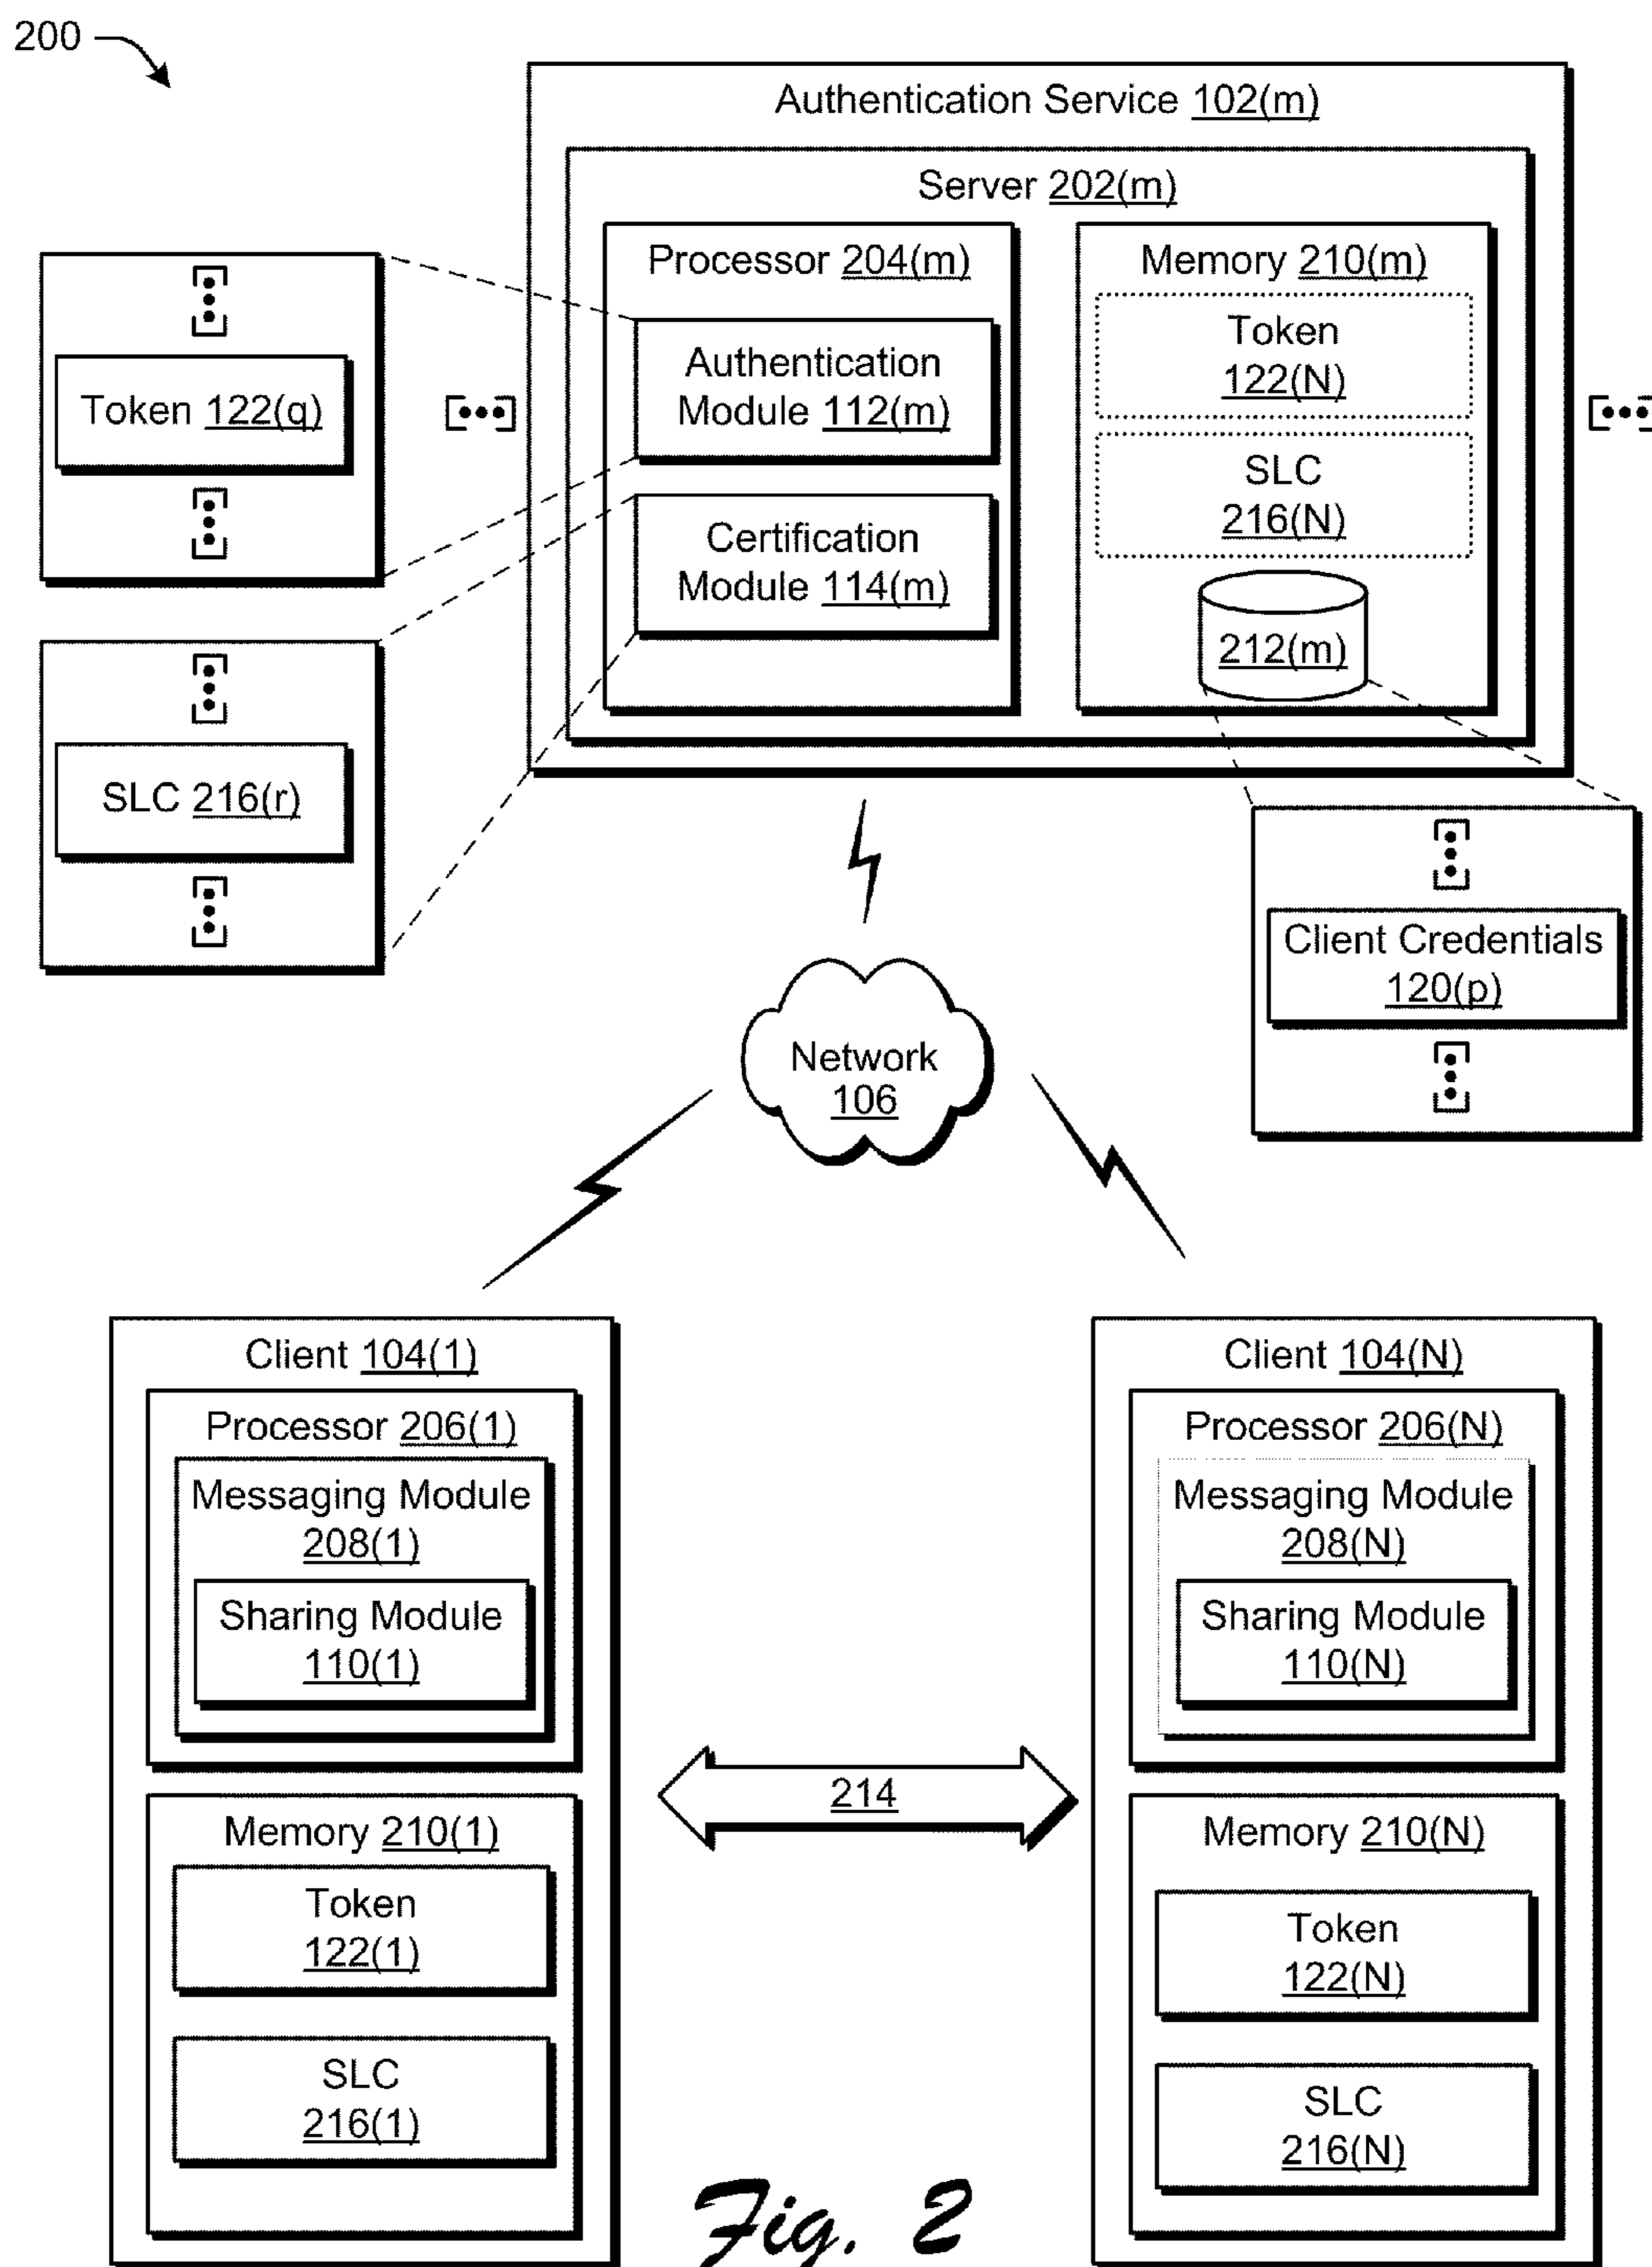 200
Authentication Service 102(m)
Server 202(m)
Processor 204(m)
Authentication
Module 112(m)
Certification
Module 114(m)
Memory 210(m)
Token
122(N)
SLC
216(N)
212(m)
Token 122(q)
SLC 216(r)
Client Credentials
120(p)
Network
106
Client 104(1)
Processor 206(1)
Messaging Module
208(1)
Sharing Module
110(1)
Memory 210(1)
Token
122(1)
SLC
216(1)
214
Client 104(N)
Processor 206(N)
Messaging Module
208(N)
Sharing Module
110(N)
Memory 210(N)
Token
122(N)
SLC
216(N)
Fig. 2